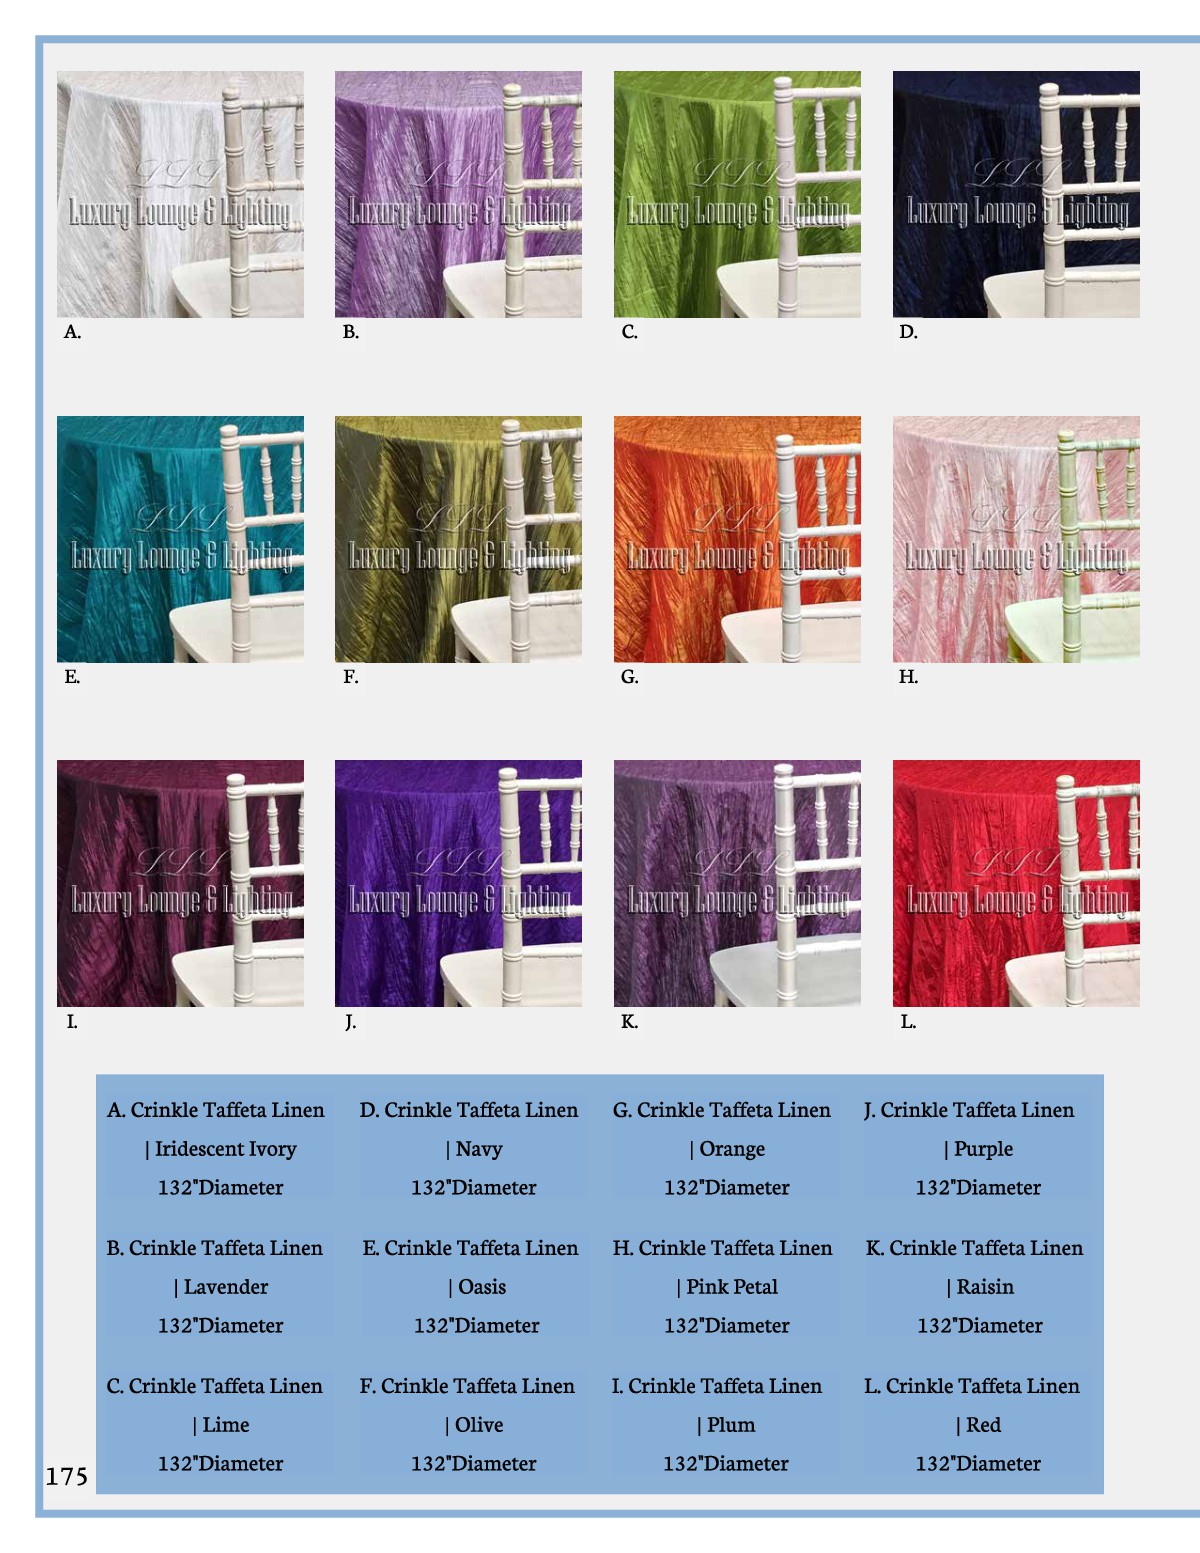 LLL
Luxury Lounge & Lighting
LLL
Luxury Lounge & Lighting
LLL
Luxury Lounge & Lighting
LLL
Luxury Lounge & Lighting
A.
B.
C.
D.
LLL
Luxury Lounge & Lighting
LLL
Luxury Lounge & Lighting
LLL
Luxury Lounge & Lighting
LLL
Luxury Lounge & Lighting
E.
F.
G.
H.
LLL
Luxury Lounge & Lighting
LLL
Luxury Lounge & Lighting
LLL
Luxury Lounge & Lighting
LLL
Luxury Lounge & Lighting
I.
J.
K.
L.
A. Crinkle Taffeta Linen
| Iridescent Ivory
132"Diameter
B. Crinkle Taffeta Linen
| Lavender
132"Diameter
C. Crinkle Taffeta Linen
| Lime
132"Diameter
D. Crinkle Taffeta Linen
| Navy
132"Diameter
E. Crinkle Taffeta Linen
| Oasis
132"Diameter
F. Crinkle Taffeta Linen
| Olive
132"Diameter
G. Crinkle Taffeta Linen
| Orange
132"Diameter
H. Crinkle Taffeta Linen
| Pink Petal
132"Diameter
I. Crinkle Taffeta Linen
| Plum
132"Diameter
J. Crinkle Taffeta Linen
| Purple
132"Diameter
K. Crinkle Taffeta Linen
| Raisin
132"Diameter
L. Crinkle Taffeta Linen
| Red
132"Diameter
175